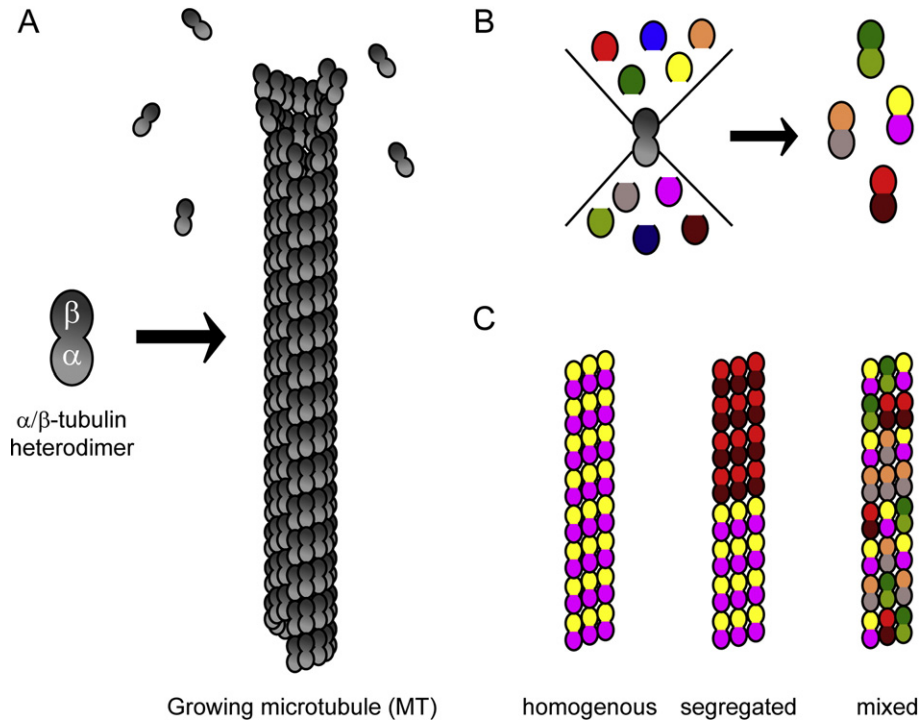 A
β
α
α/β-tubulin
heterodimer
Growing microtubule (MT)
B
C
homogenous
segregated
mixed